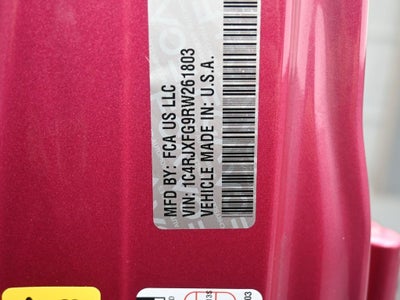 MFD BY: FCA US LLC
VIN: 1C4RJXFG9RW261803
VEHICLE MADE IN: U.S.A.